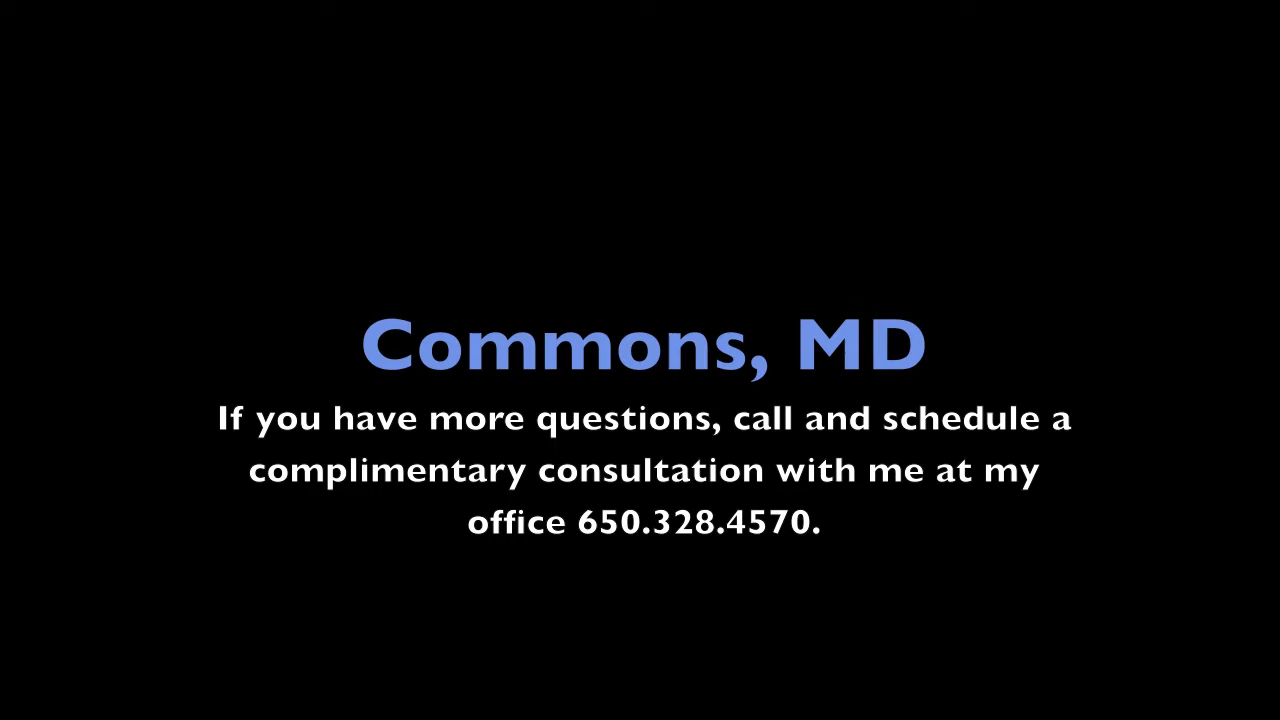 Commons, MD
If you have more questions, call and schedule a
complimentary consultation with me at my
office 650.328.4570.